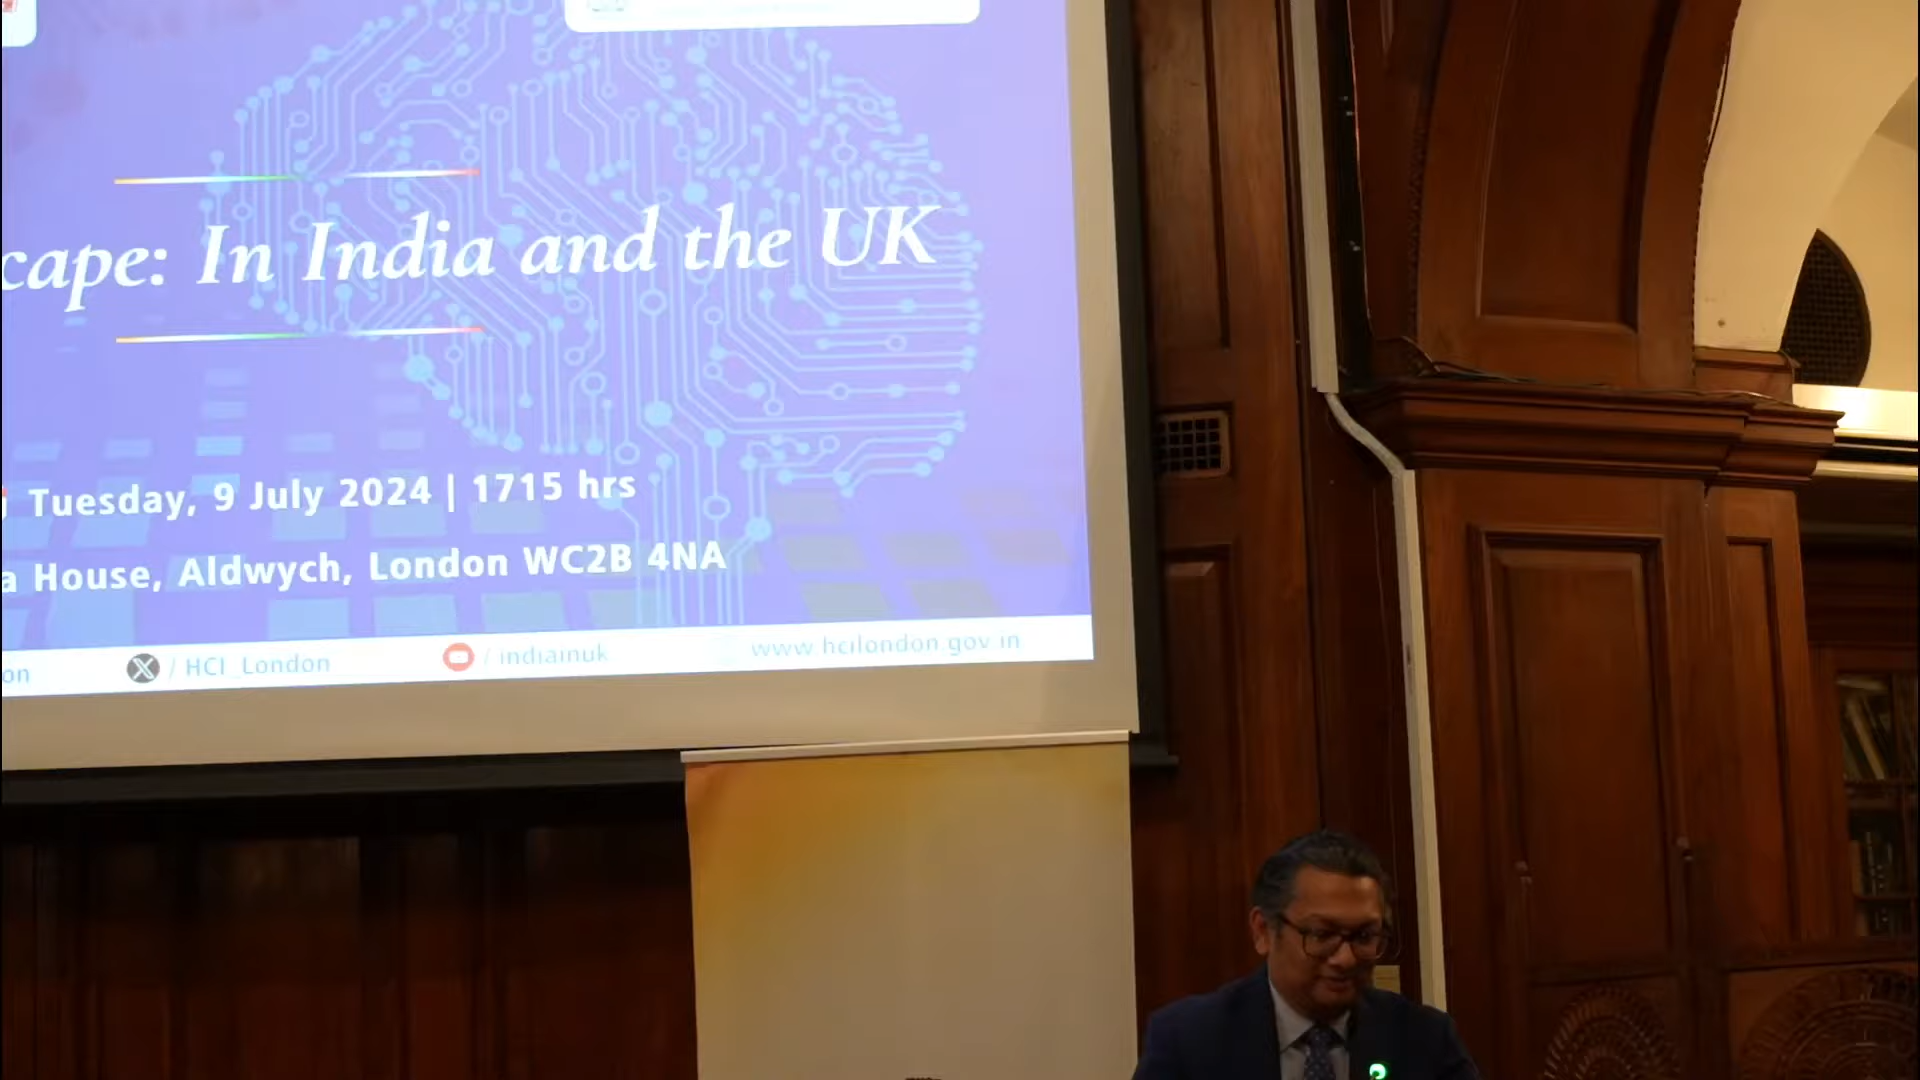 cape: In India and the UK
Tuesday, 9 July 2024 | 1715 hrs
a House, Aldwych, London WC2B 4NA
on / HCI_London / indiainuk www.hcilondon.gov.in